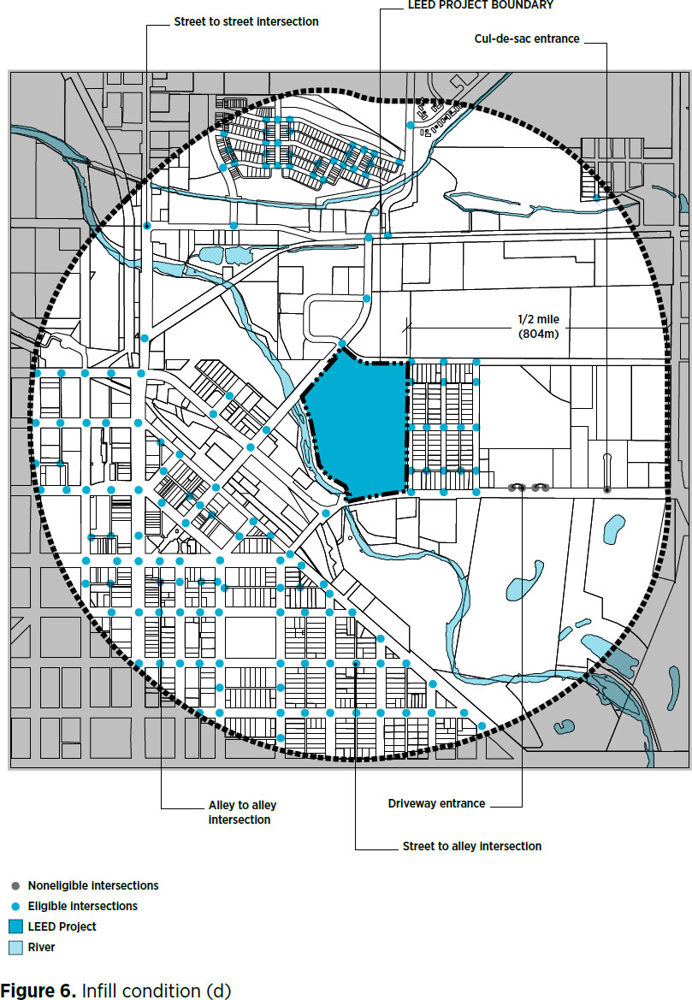 LEED PROJECT BOUNDARY
Street to street intersection
Cul-de-sac entrance
1/2 mile
(804m)
Alley to alley
intersection
Driveway entrance
Street to alley intersection
Noneligible intersections
Eligible intersections
LEED Project
River
Figure 6. Infill condition (d)